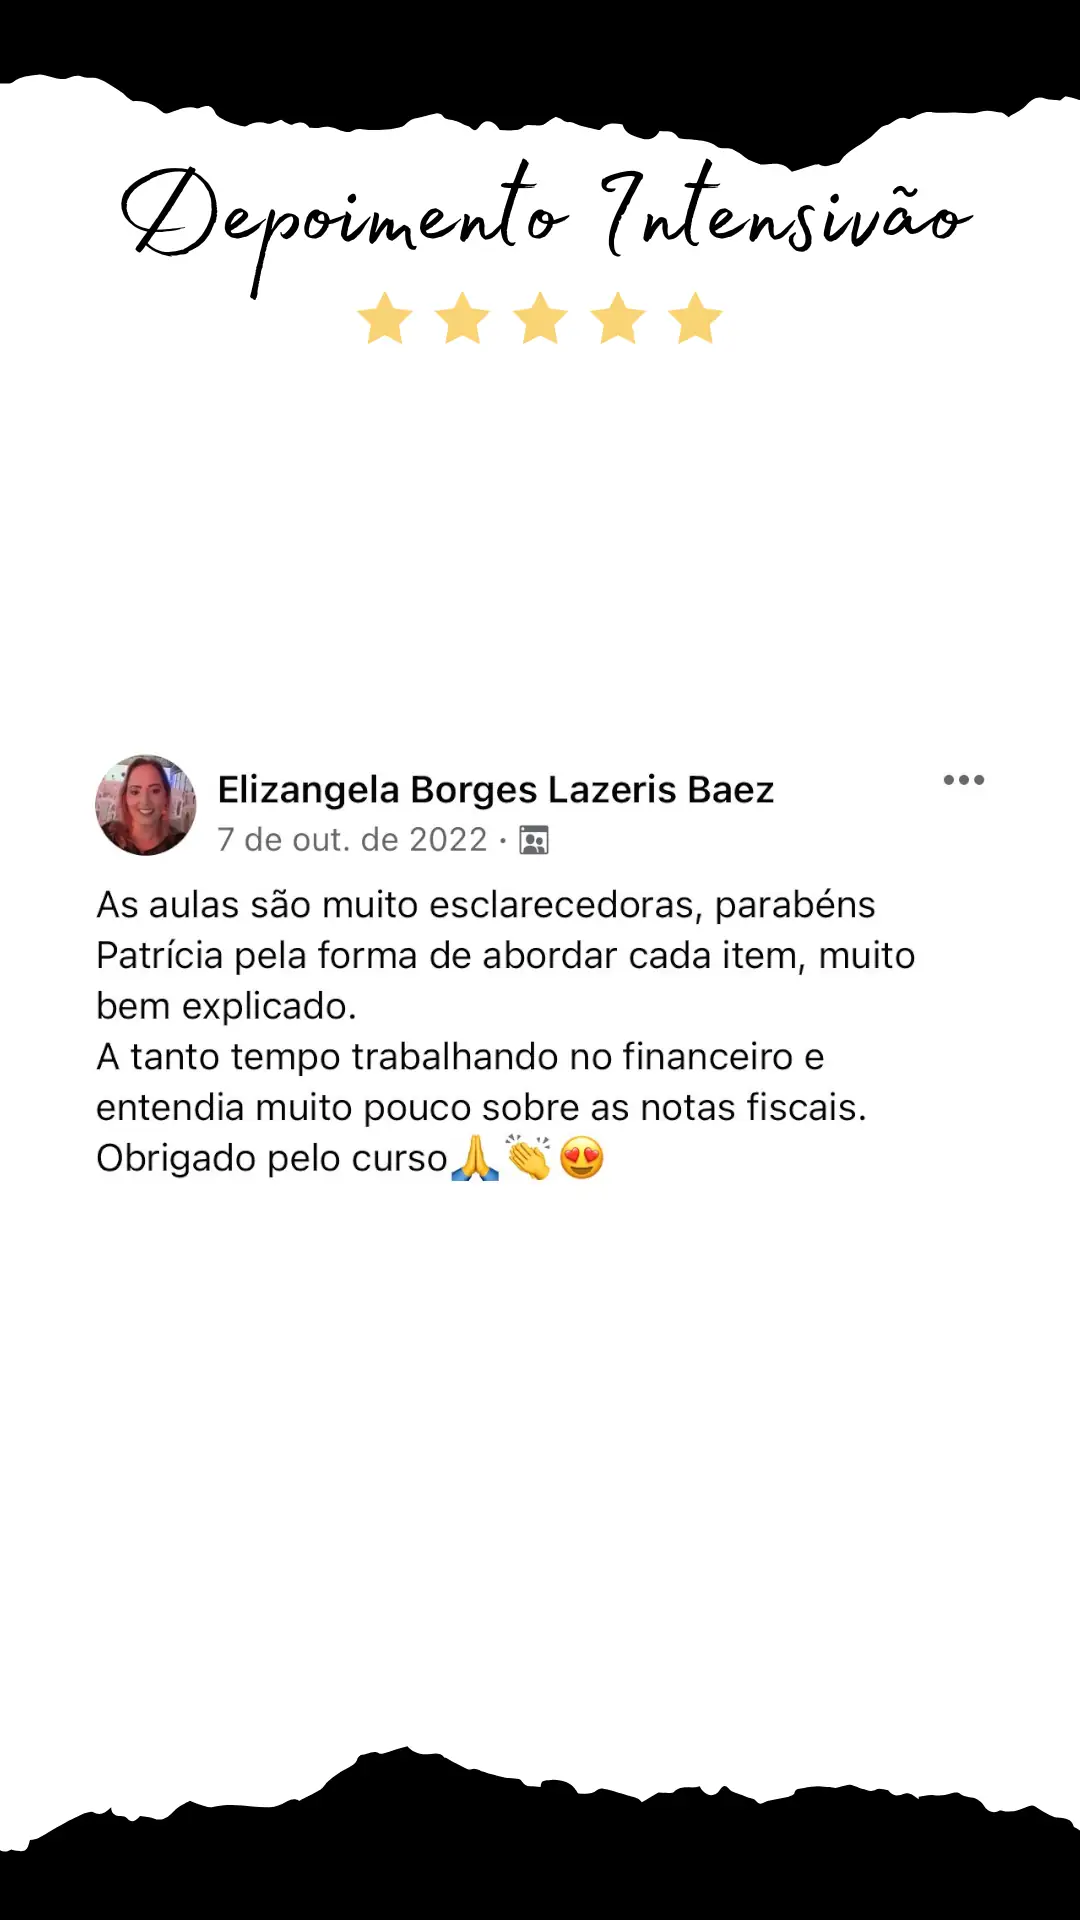 Depoimento Intensivão
Elizangela Borges Lazeris Baez
7 de out. de 2022 ·
As aulas são muito esclarecedoras, parabéns
Patrícia pela forma de abordar cada item, muito
bem explicado.
A tanto tempo trabalhando no financeiro e
entendia muito pouco sobre as notas fiscais.
Obrigado pelo curso🙏👏😍